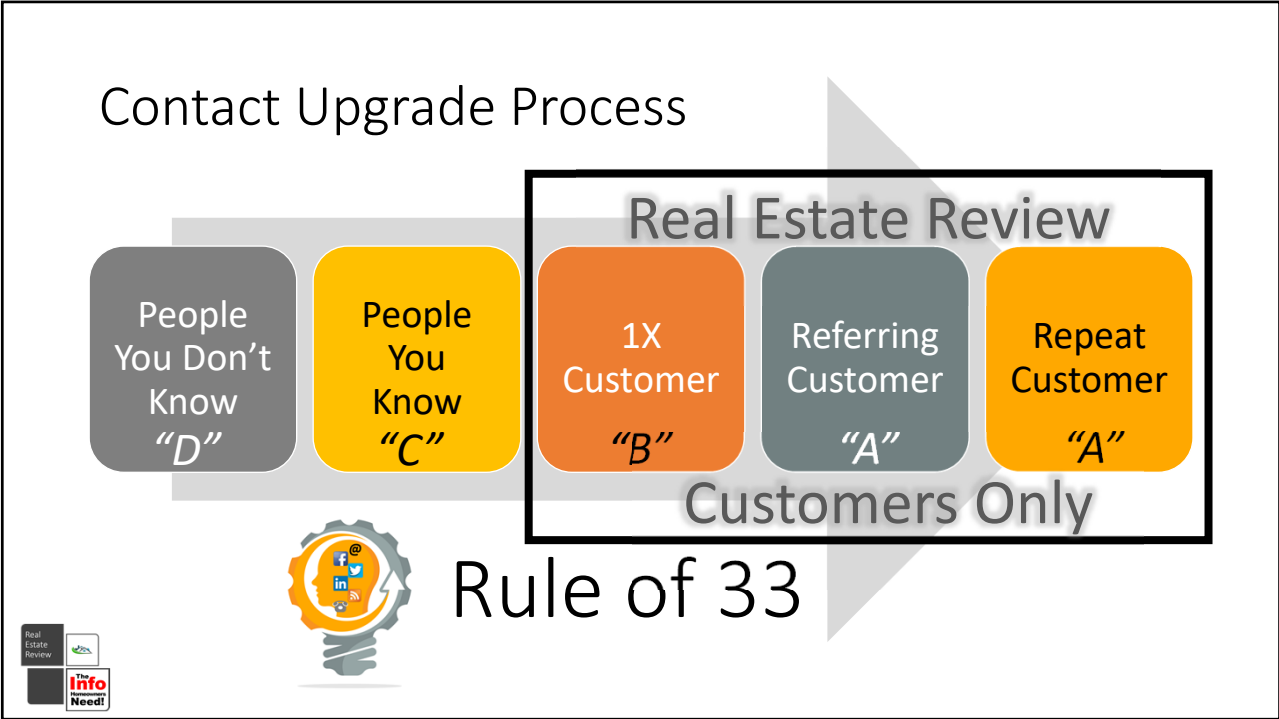 Contact Upgrade Process
Real Estate Review
People
You Don’t
Know
“D”
People
You
Know
“C”
1X
Customer
“B”
Referring
Customer
“A”
Repeat
Customer
“A”
Customers Only
@
f
in
Rule of 33
Real
Estate
Review
The
Info
Homeowners
Need!